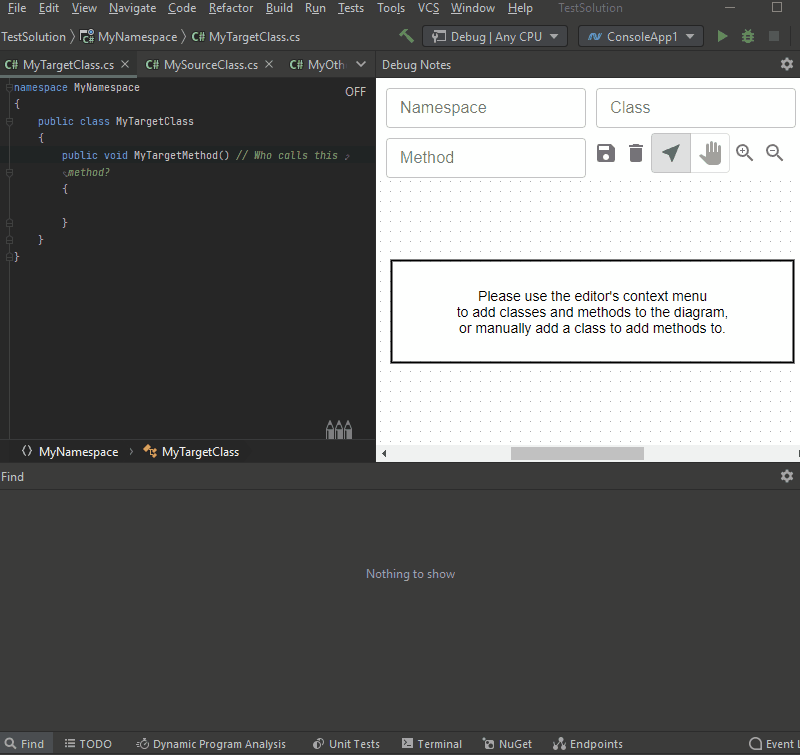 File Edit View Navigate Code Refactor Build Run Tests Tools VCS Window Help TestSolution
TestSolution MyNamespace C# MyTargetClass.cs Debug | Any CPU ConsoleApp1
C# MyTargetClass.cs C# MySourceClass.cs C# MyOth Debug Notes
namespace MyNamespace
OFF
{
public class MyTargetClass
{
public void MyTargetMethod() // Who calls this
method?
{
}
}
}
MyNamespace MyTargetClass
Namespace Class
Method
Please use the editor's context menu
to add classes and methods to the diagram,
or manually add a class to add methods to.
Find
Nothing to show
Find TODO Dynamic Program Analysis Unit Tests Terminal NuGet Endpoints Event